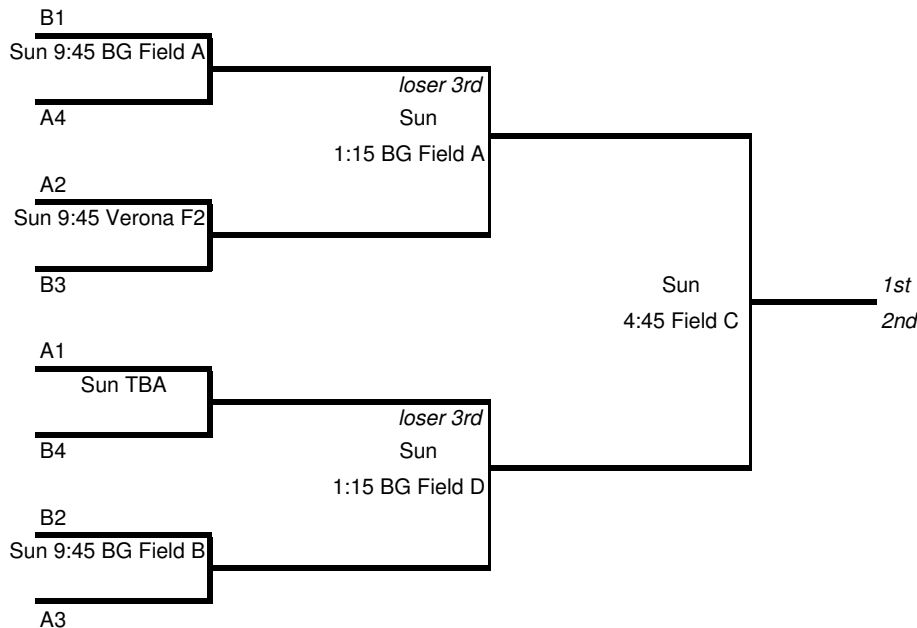 B1
Sun 9:45 BG Field A
A4
loser 3rd
Sun
1:15 BG Field A
A2
Sun 9:45 Verona F2
B3
Sun
4:45 Field C
1st
2nd
A1
Sun TBA
B4
loser 3rd
Sun
1:15 BG Field D
B2
Sun 9:45 BG Field B
A3